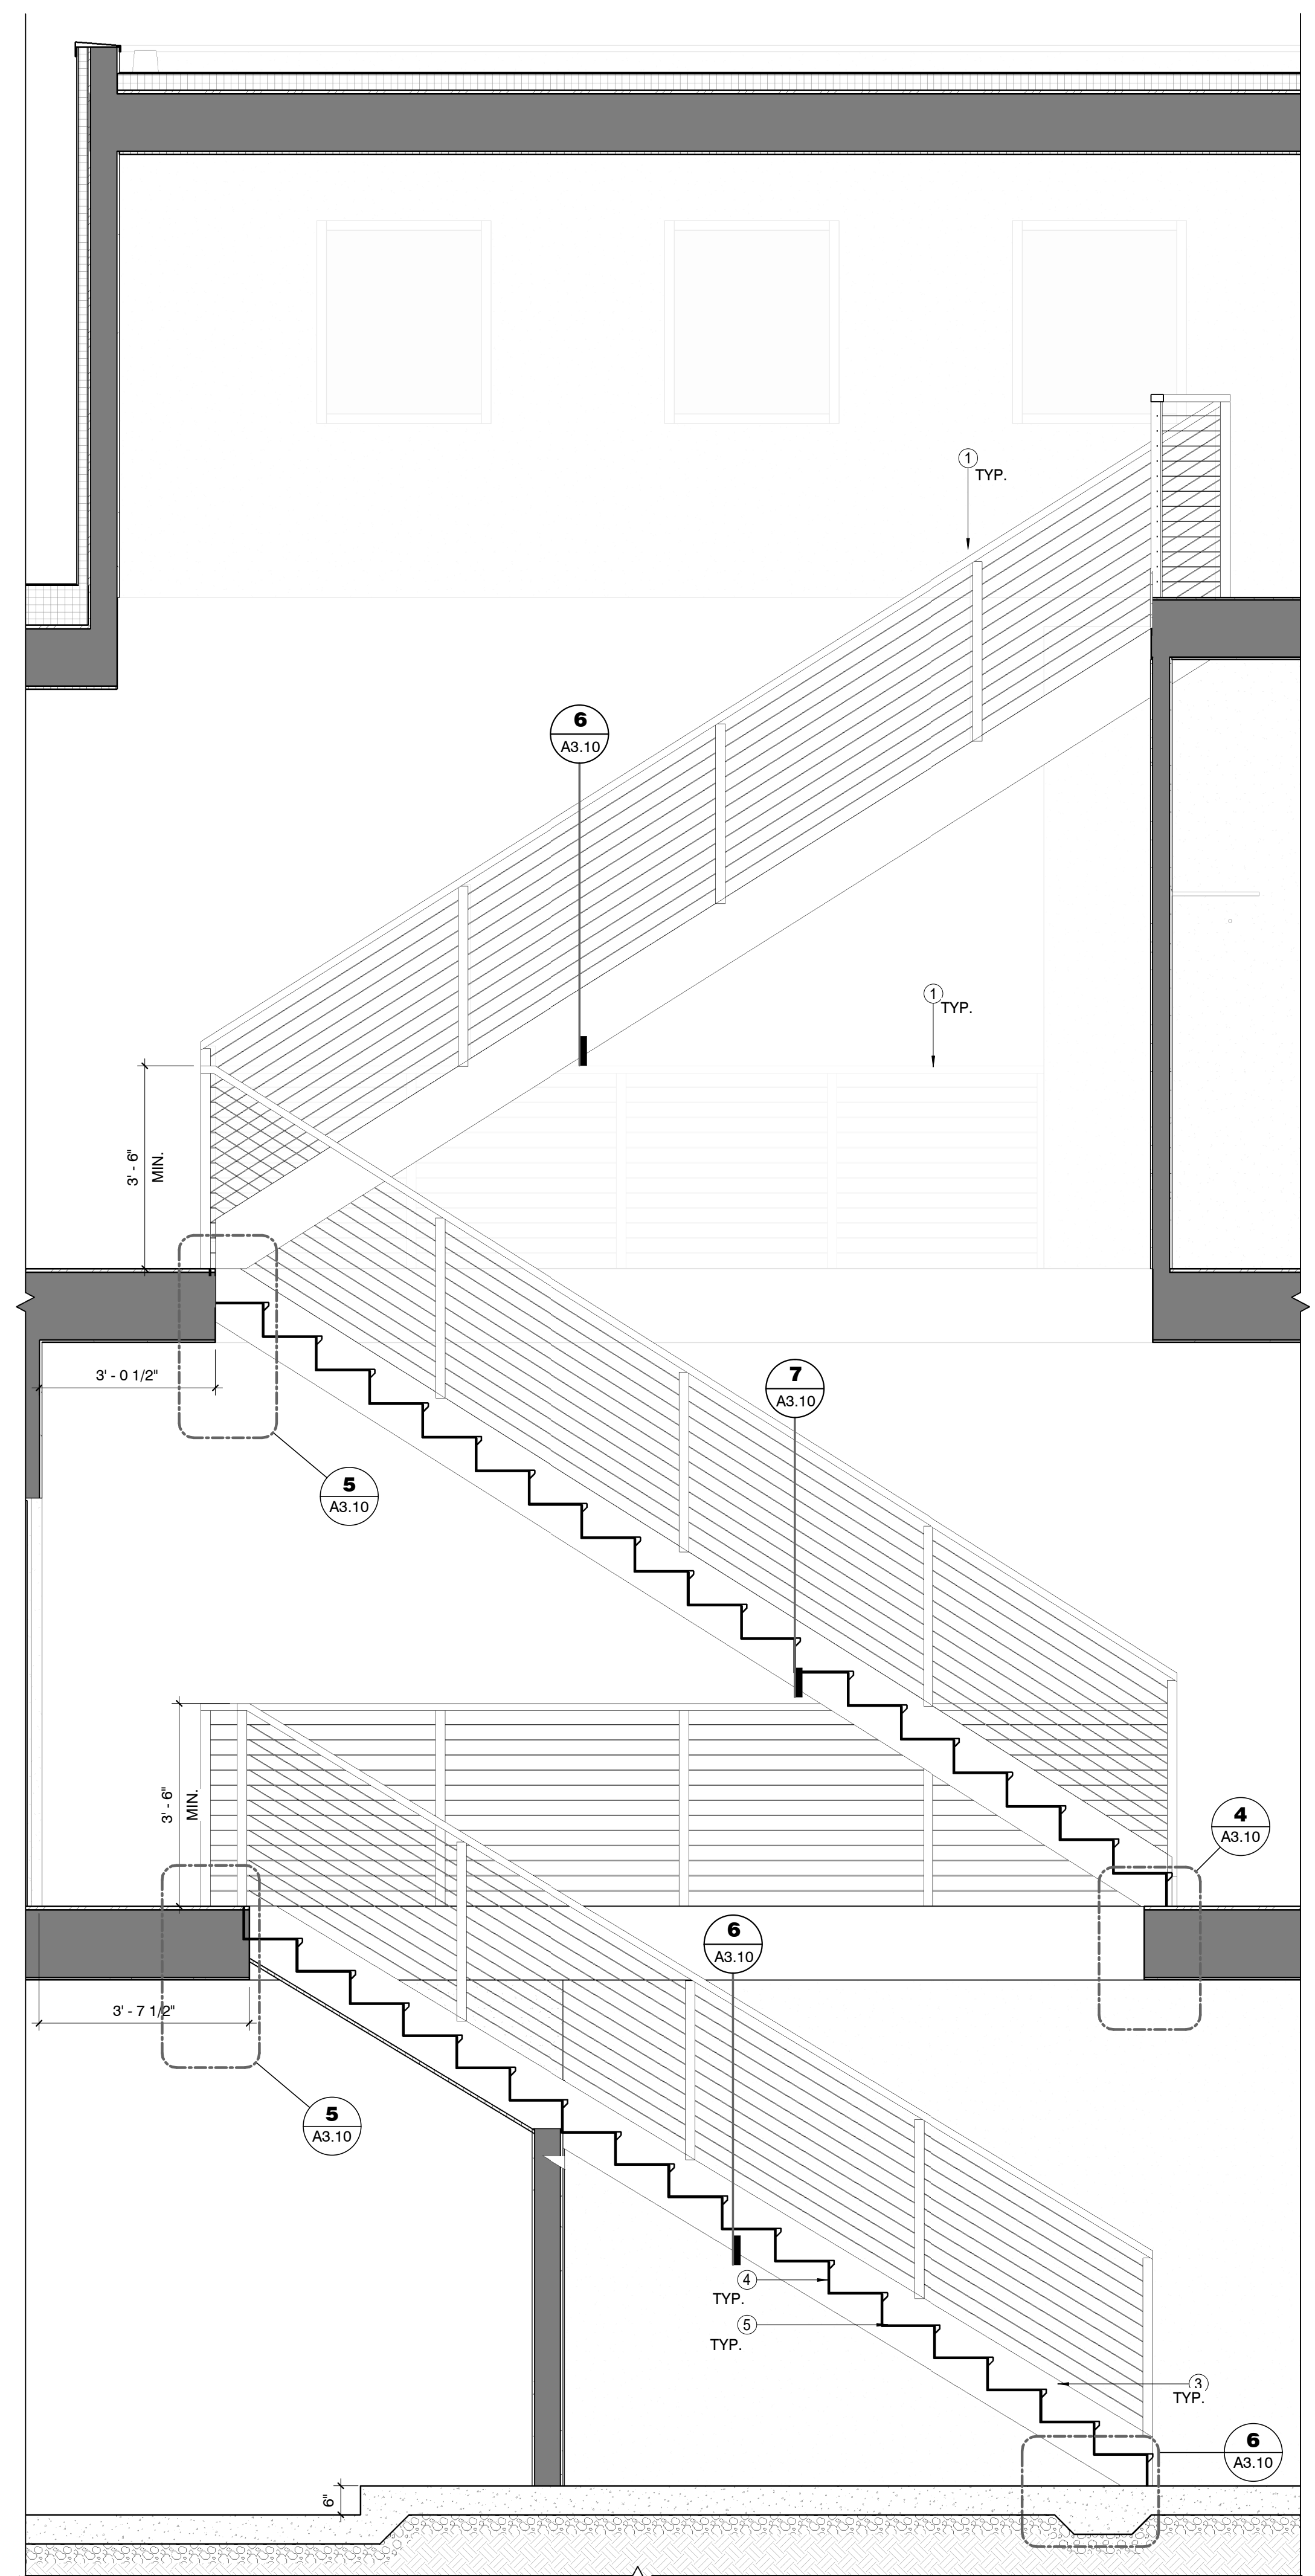 1
TYP.
6
A3.10
1
TYP.
3' - 6"
MIN.
3' - 0 1/2"
7
A3.10
5
A3.10
3' - 6"
MIN.
4
A3.10
6
A3.10
3' - 7 1/2"
5
A3.10
4
TYP.
5
TYP.
3
TYP.
6
A3.10
6"